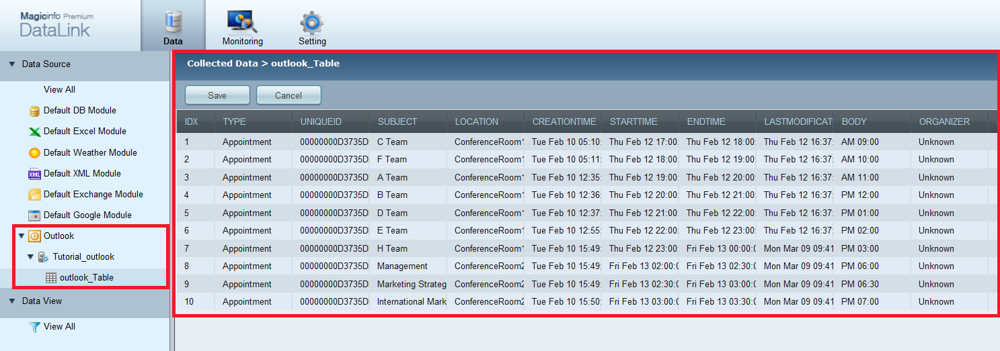 Magicinfo Premium
DataLink
Data
Monitoring
Setting
Data Source
View All
Default DB Module
Default Excel Module
Default Weather Module
XML
Default XML Module
Default Exchange Module
Default Google Module
Outlook
Tutorial_outlook
outlook_Table
Data View
View All
Collected Data > outlook_Table
Save Cancel
IDX TYPE UNIQUEID SUBJECT LOCATION CREATIONTIME STARTTIME ENDTIME LASTMODIFICAT BODY ORGANIZER
1 Appointment 00000000D3735D C Team ConferenceRoom1 Tue Feb 10 05:10: Thu Feb 12 17:00: Thu Feb 12 18:00: Thu Feb 12 16:37: AM 09:00 Unknown
2 Appointment 00000000D3735D F Team ConferenceRoom1 Tue Feb 10 05:11: Thu Feb 12 18:00: Thu Feb 12 19:00: Thu Feb 12 16:37: AM 10:00 Unknown
3 Appointment 00000000D3735D A Team ConferenceRoom1 Tue Feb 10 12:35: Thu Feb 12 19:00: Thu Feb 12 20:00: Thu Feb 12 16:37: AM 11:00 Unknown
4 Appointment 00000000D3735D B Team ConferenceRoom1 Tue Feb 10 12:36: Thu Feb 12 20:00: Thu Feb 12 21:00: Thu Feb 12 16:37: PM 12:00 Unknown
5 Appointment 00000000D3735D D Team ConferenceRoom1 Tue Feb 10 12:37: Thu Feb 12 21:00: Thu Feb 12 22:00: Thu Feb 12 16:37: PM 01:00 Unknown
6 Appointment 00000000D3735D E Team ConferenceRoom1 Tue Feb 10 12:55: Thu Feb 12 22:00: Thu Feb 12 23:00: Thu Feb 12 16:37: PM 02:00 Unknown
7 Appointment 00000000D3735D H Team ConferenceRoom1 Tue Feb 10 15:49: Thu Feb 12 23:00: Fri Feb 13 00:00:0 Mon Mar 09 09:41 PM 03:00 Unknown
8 Appointment 00000000D3735D Management ConferenceRoom2 Tue Feb 10 15:49: Fri Feb 13 02:00:0 Fri Feb 13 02:30:0 Mon Mar 09 09:41 PM 06:00 Unknown
9 Appointment 00000000D3735D Marketing Strateg ConferenceRoom2 Tue Feb 10 15:49: Fri Feb 13 02:30:0 Fri Feb 13 03:00:0 Mon Mar 09 09:41 PM 06:30 Unknown
10 Appointment 00000000D3735D International Mark ConferenceRoom2 Tue Feb 10 15:50: Fri Feb 13 03:00:0 Fri Feb 13 03:30:0 Mon Mar 09 09:41 PM 07:00 Unknown